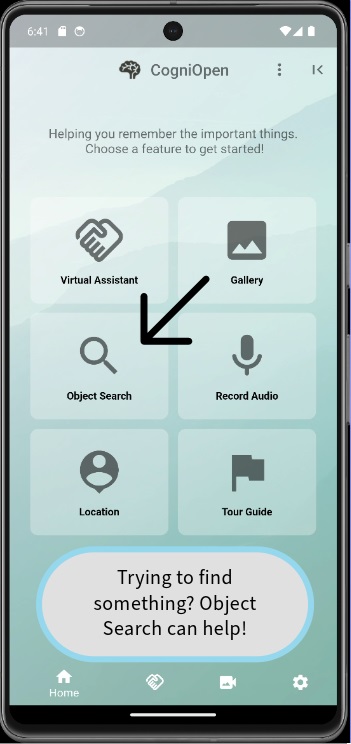 6:41
CogniOpen
Helping you remember the important things.
Choose a feature to get started!
Virtual Assistant
Gallery
Object Search
Record Audio
Location
Tour Guide
Trying to find
something? Object
Search can help!
Home